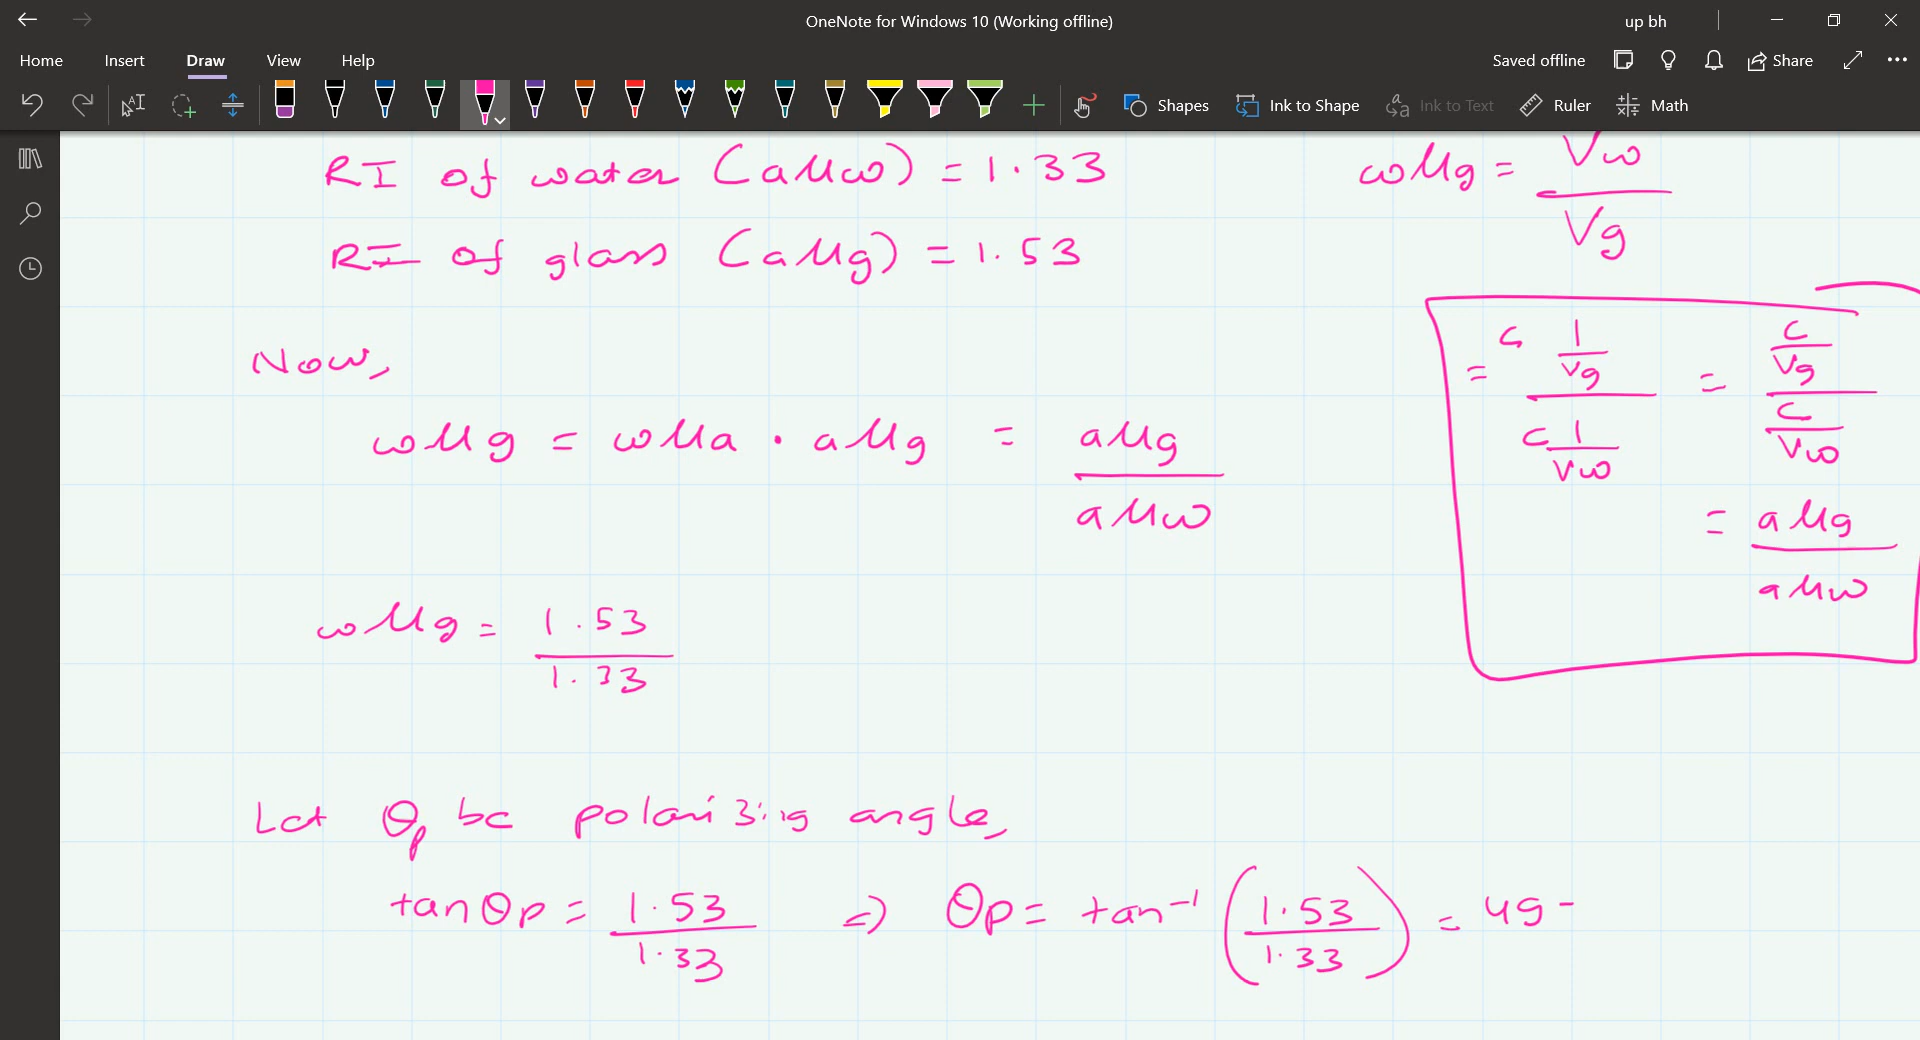 OneNote for Windows 10 (Working offline)
up bh
Home Insert Draw View Help
Saved offline Share
Shapes Ink to Shape Ink to Text Ruler Math
RI of water (aμw) = 1.33
RI of glass (aμg) = 1.53
wμg = Vw / Vg
= c 1/Vg / c 1/Vw = c/Vg / c/Vw
= aμg / aμw
Now,
wμg = wμa · aμg = aμg / aμw
wμg = 1.53 / 1.33
Let θp be polarizing angle,
tanθp = 1.53 / 1.33 ⇒ θp = tan⁻¹ (1.53 / 1.33) = 49-